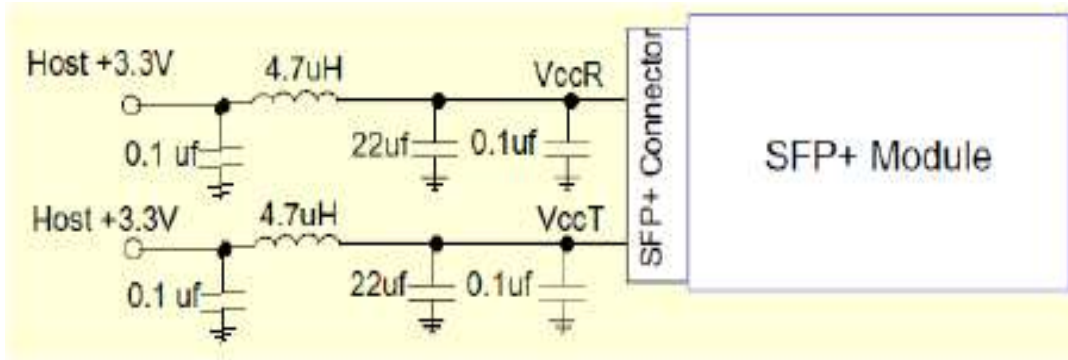 Host +3.3V
4.7uH
VccR
0.1 uf
22uf
0.1uf
Host +3.3V
4.7uH
VccT
0.1 uf
22uf
0.1uf
SFP+ Connector
SFP+ Module